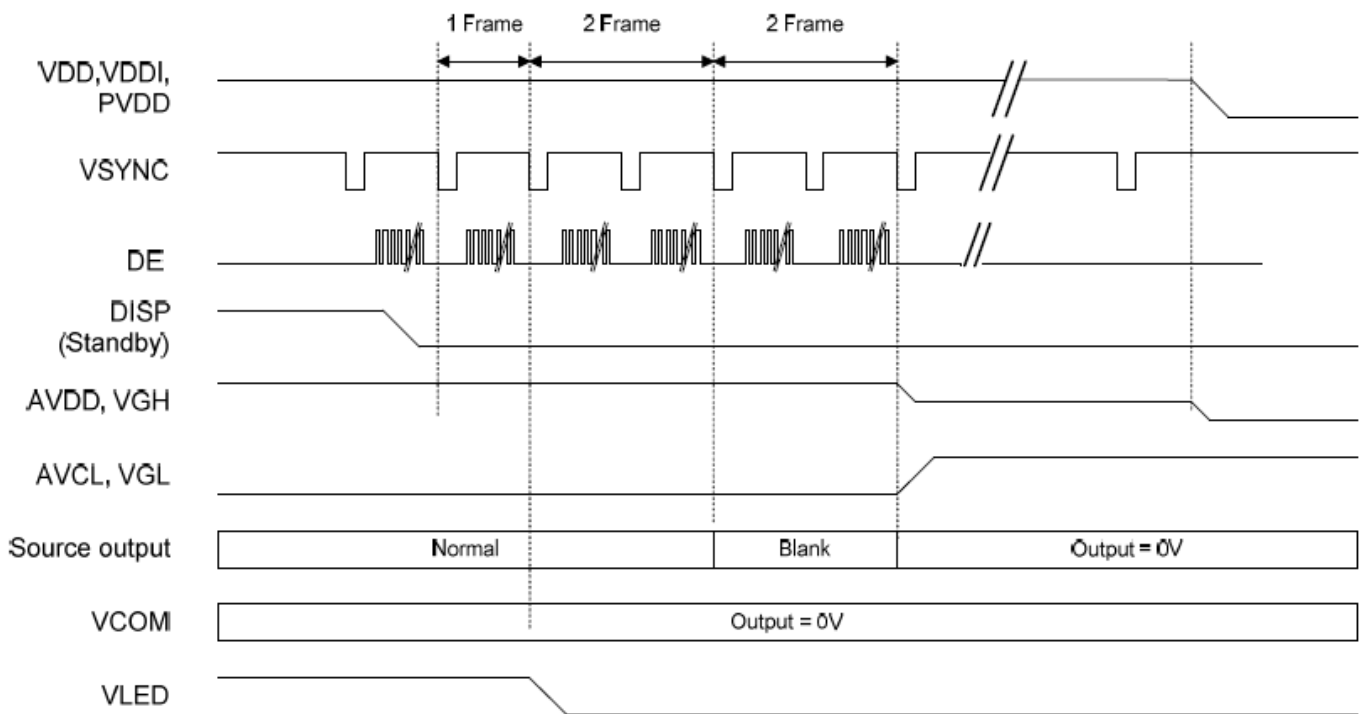 1 Frame 2 Frame 2 Frame
VDD,VDDI,
PVDD
VSYNC
DE
DISP
(Standby)
AVDD, VGH
AVCL, VGL
Source output Normal Blank Output = 0V
VCOM Output = 0V
VLED